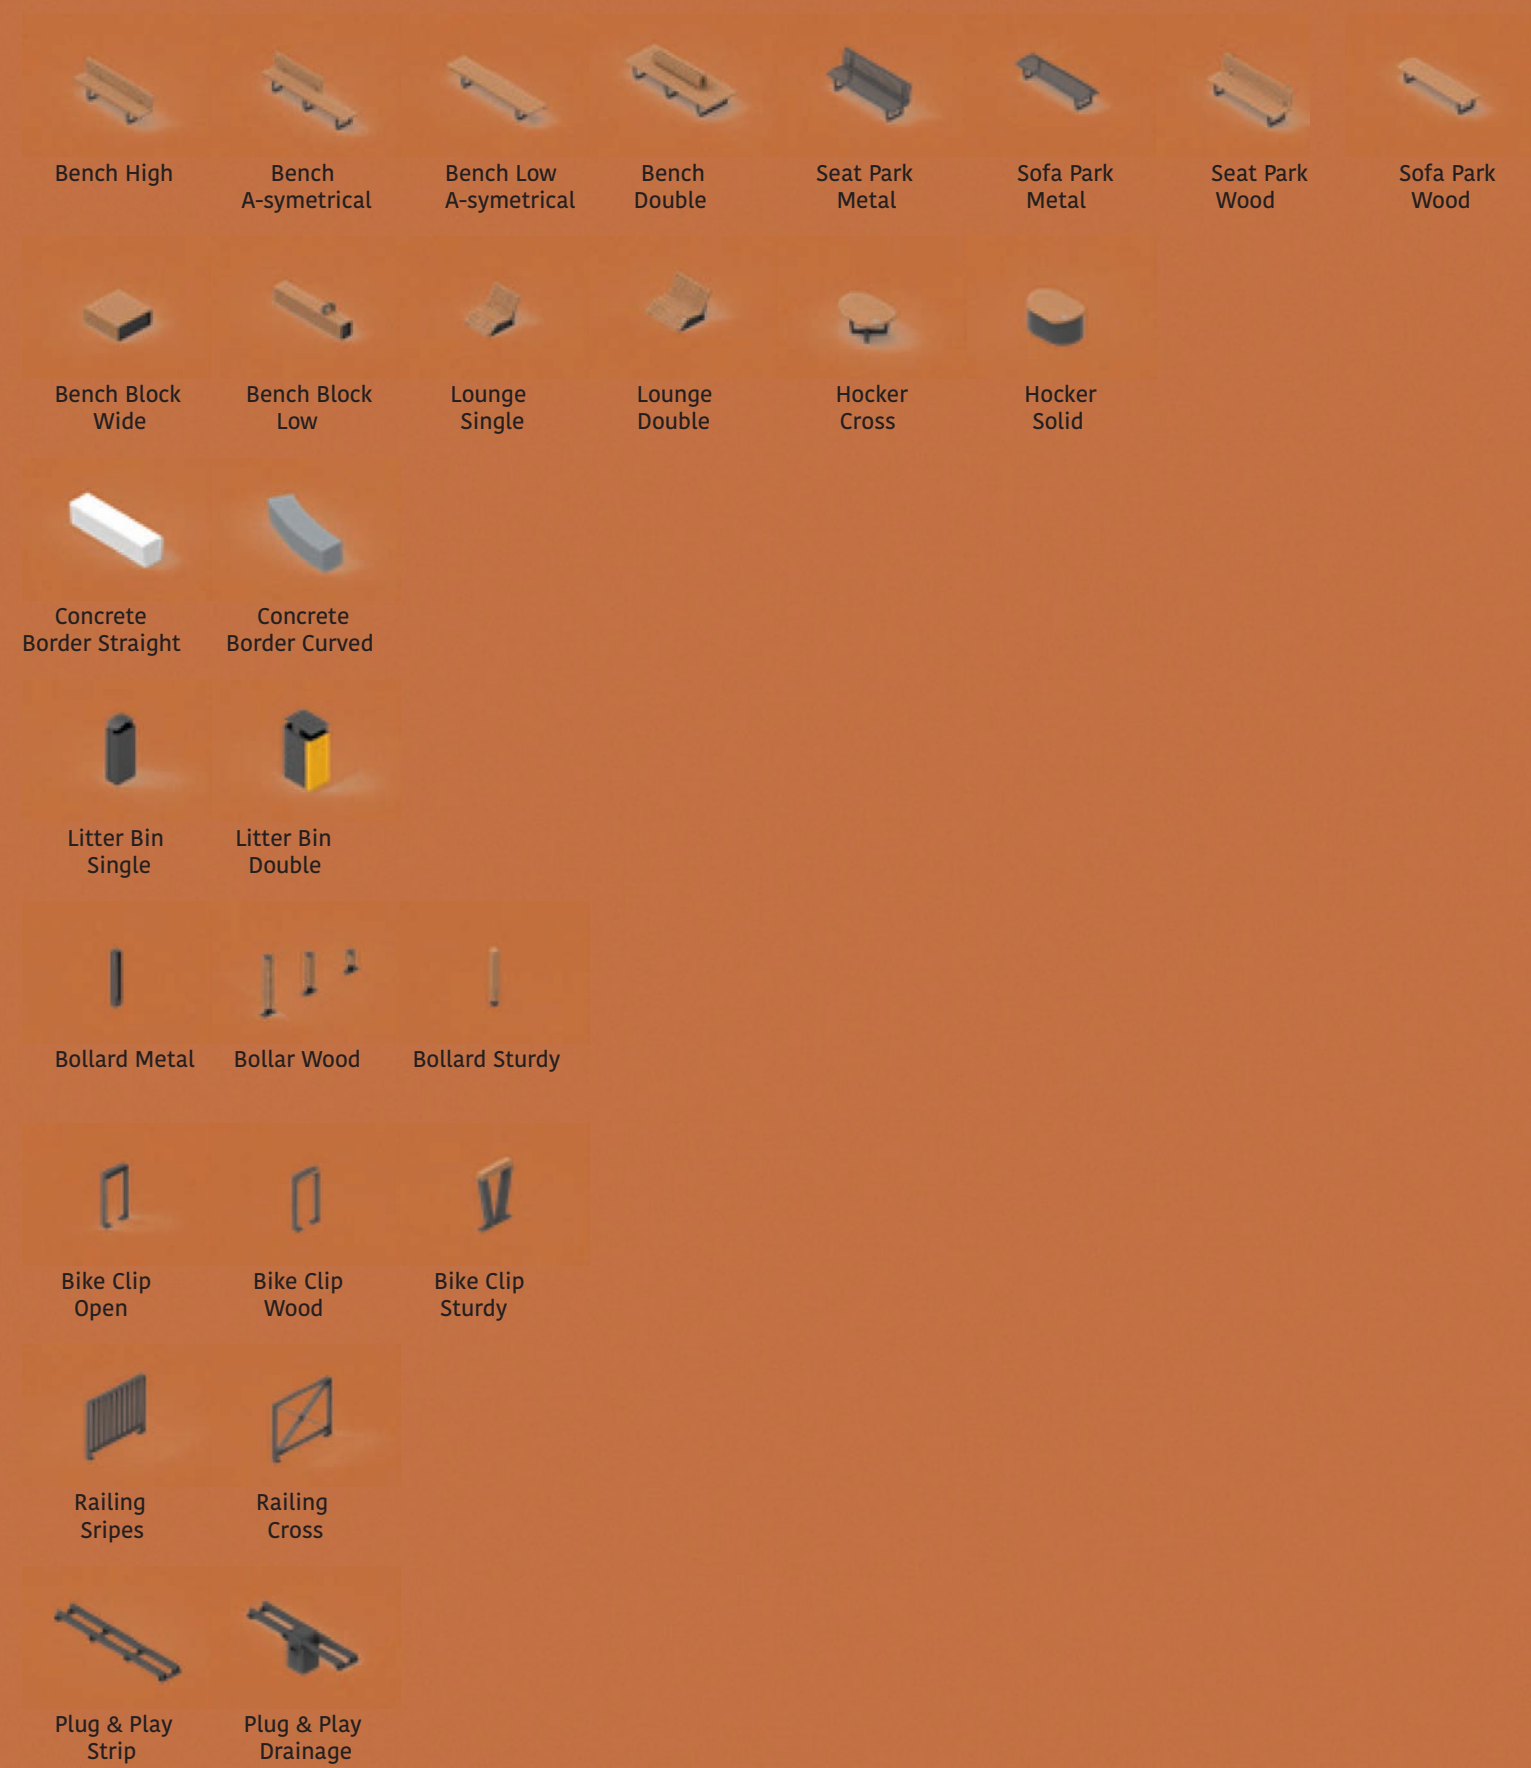 Bench High
Bench
A-symetrical
Bench Low
A-symetrical
Bench
Double
Seat Park
Metal
Sofa Park
Metal
Seat Park
Wood
Sofa Park
Wood
Bench Block
Wide
Bench Block
Low
Lounge
Single
Lounge
Double
Hocker
Cross
Hocker
Solid
Concrete
Border Straight
Concrete
Border Curved
Litter Bin
Single
Litter Bin
Double
Bollard Metal
Bollar Wood
Bollard Sturdy
Bike Clip
Open
Bike Clip
Wood
Bike Clip
Sturdy
Railing
Sripes
Railing
Cross
Plug & Play
Strip
Plug & Play
Drainage